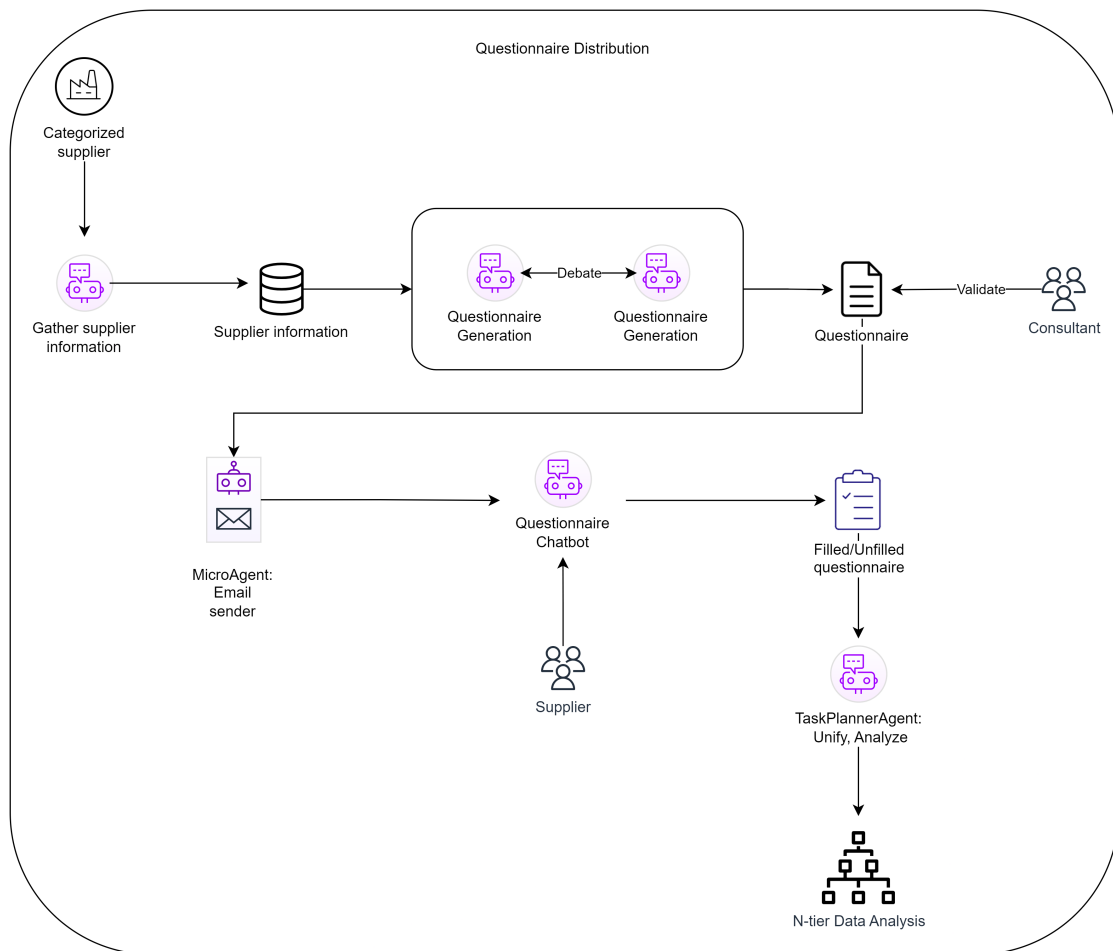 Questionnaire Distribution
Categorized
supplier
Gather supplier
information
Supplier information
Debate
Questionnaire
Generation
Questionnaire
Generation
Questionnaire
Validate
Consultant
MicroAgent:
Email
sender
Questionnaire
Chatbot
Supplier
Filled/Unfilled
questionnaire
TaskPlannerAgent:
Unify, Analyze
N-tier Data Analysis